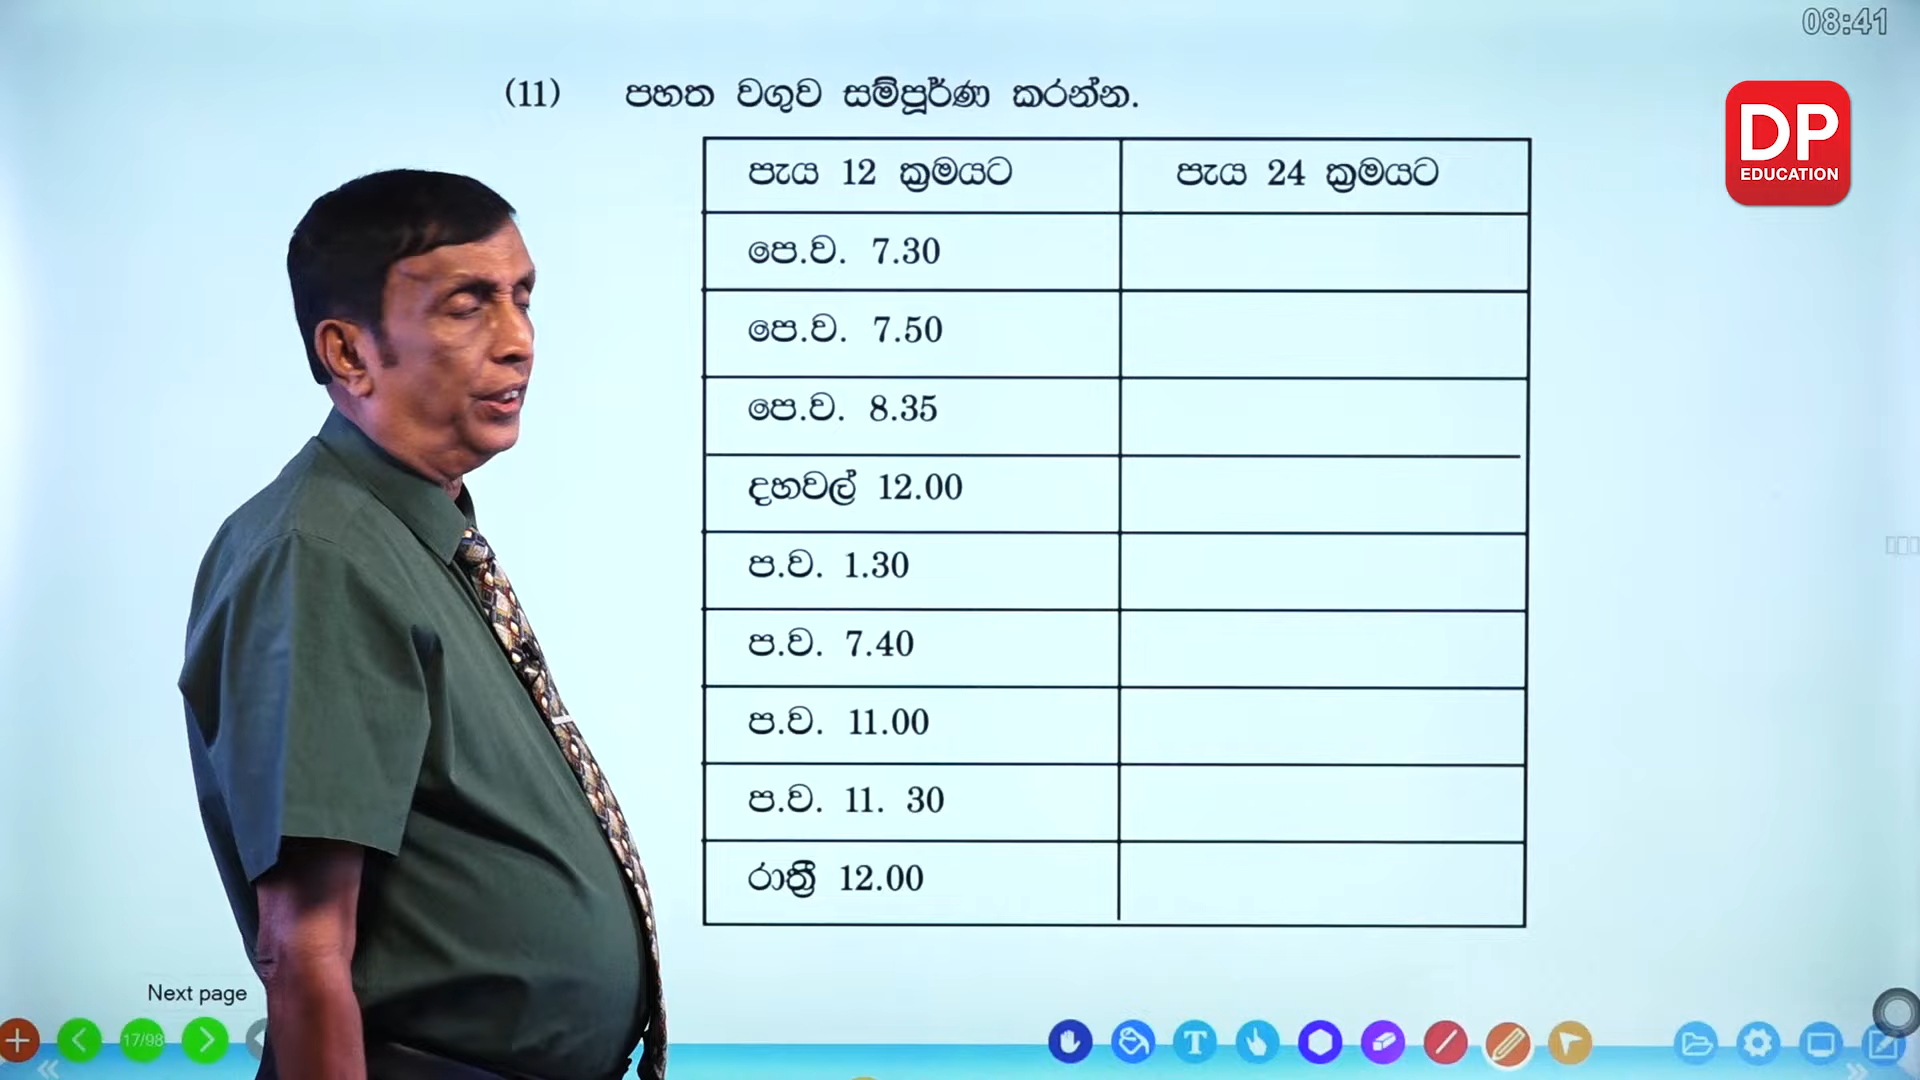 08:41
(11) පහත වගුව සම්පූර්ණ කරන්න.
DP
EDUCATION
පැය 12 ක්‍රමයට පැය 24 ක්‍රමයට
පෙ.ව. 7.30
පෙ.ව. 7.50
පෙ.ව. 8.35
දහවල් 12.00
ප.ව. 1.30
ප.ව. 7.40
ප.ව. 11.00
ප.ව. 11. 30
රාත්‍රී 12.00
Next page
17/98
T